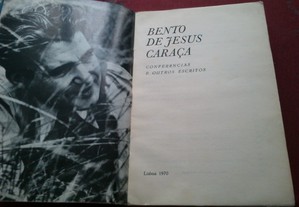 BENTO
DE JESUS
CARAÇA
CONFERÊNCIAS
E OUTROS ESCRITOS
Lisboa 1970